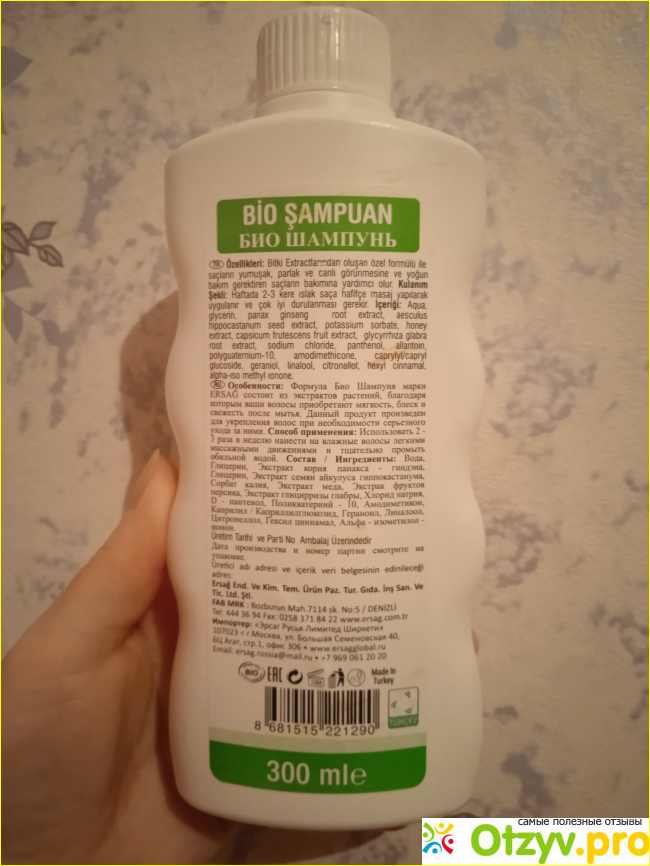 BİO ŞAMPUAN
БИО ШАМПУНЬ
TR Özellikleri: Bitki Extractlarından oluşan özel formülü ile
saçların yumuşak, parlak ve canlı görünmesine ve yoğun
bakım gerektiren saçların bakımına yardımcı olur. Kulanım
Şekli: Haftada 2-3 kere ıslak saça hafifçe masaj yapılarak
uygulanır ve çok iyi durulanması gerekir. İçeriği: Aqua,
glycerin, panax ginseng root extract, aesculus
hippocastanum seed extract, potassium sorbate, honey
extract, capsicum frutescens fruit extract, glycyrrhiza glabra
root extract, sodium chloride, panthenol, allantoin,
polyguaternium-10, amodimethicone, caprylyl/capryl
glucoside, geraniol, linalool, citronellol, hexyl cinnamal,
alpha-iso methyl ionone.
RU Особенности: Формула Био Шампуня марки
ERSAG состоит из экстрактов растений, благодаря
которым ваши волосы приобретают мягкость, блеск и
свежесть после мытья. Данный продукт произведен
для укрепления волос при необходимости серьезного
ухода за ними. Способ применения: Использовать 2 -
3 раза в неделю нанести на влажные волосы легкими
массажными движениями и тщательно промыть
обильной водой. Состав / Ингредиенты: Вода,
Глицерин, Экстракт корня панакса - гиндэна,
Глицерин, Экстракт семян айкулуса гиппокастанума,
Сорбат калия, Экстракт меда, Экстрак фруктов
персика, Экстракт глицирризы глабры, Хлорид натрия,
D - пантенол, Поликватерний - 10, Амодиметикон,
Каприлил / Каприллилглюкозид, Гераноил, Линалоол,
Цитронеллол, Гексил циннамал, Альфа - изометилол -
ионон.
Üretim Tarihi ve Parti No Ambalaj Üzerindedir
Дата производства и номер партии смотрите на
упаковке.
Üretici adı adresi ve içerik veri belgesinin edinileceği
adres:
Ersağ End. Ve Kim. Tem. Ürün Paz. Tur. Gıda. İnş San. Ve
Tic. Ltd. Şti.
FAB MRK : Bozburun Mah.7114 sk. No:5 / DENİZLİ
Tel: 444 36 94 Fax: 0258 371 84 22 www.ersag.com.tr
Импортер: «Эрсаг Русья Лимитед Ширкети»
107023 г г.Москва, ул. Большая Семеновская 40,
6Ц Агат, стр.1, офис 306 • www.ersagglobal.ru
Email: ersag.rossia@mail.ru • +7 969 061 20 20
BIO EAC 12M Made in
Turkey
8 681515 221290
TÜKÇEV
300 ml e
самые полезные отзывы
Otzyv.pro